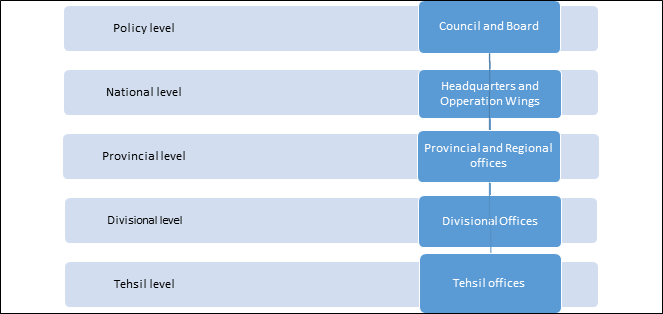 Policy level
Council and Board
National level
Headquarters and
Opperation Wings
Provincial level
Provincial and Regional
offices
Divisional level
Divisional Offices
Tehsil level
Tehsil offices